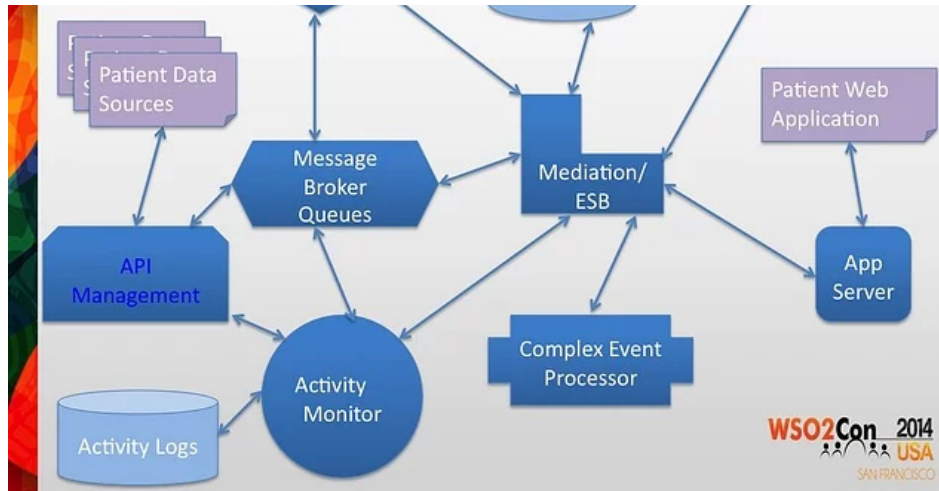 Patient Data
Sources
Patient Web
Application
Message
Broker
Queues
Mediation/
ESB
API
Management
App
Server
Complex Event
Processor
Activity
Monitor
Activity Logs
WSO2Con 2014
USA
SAN FRANCISCO